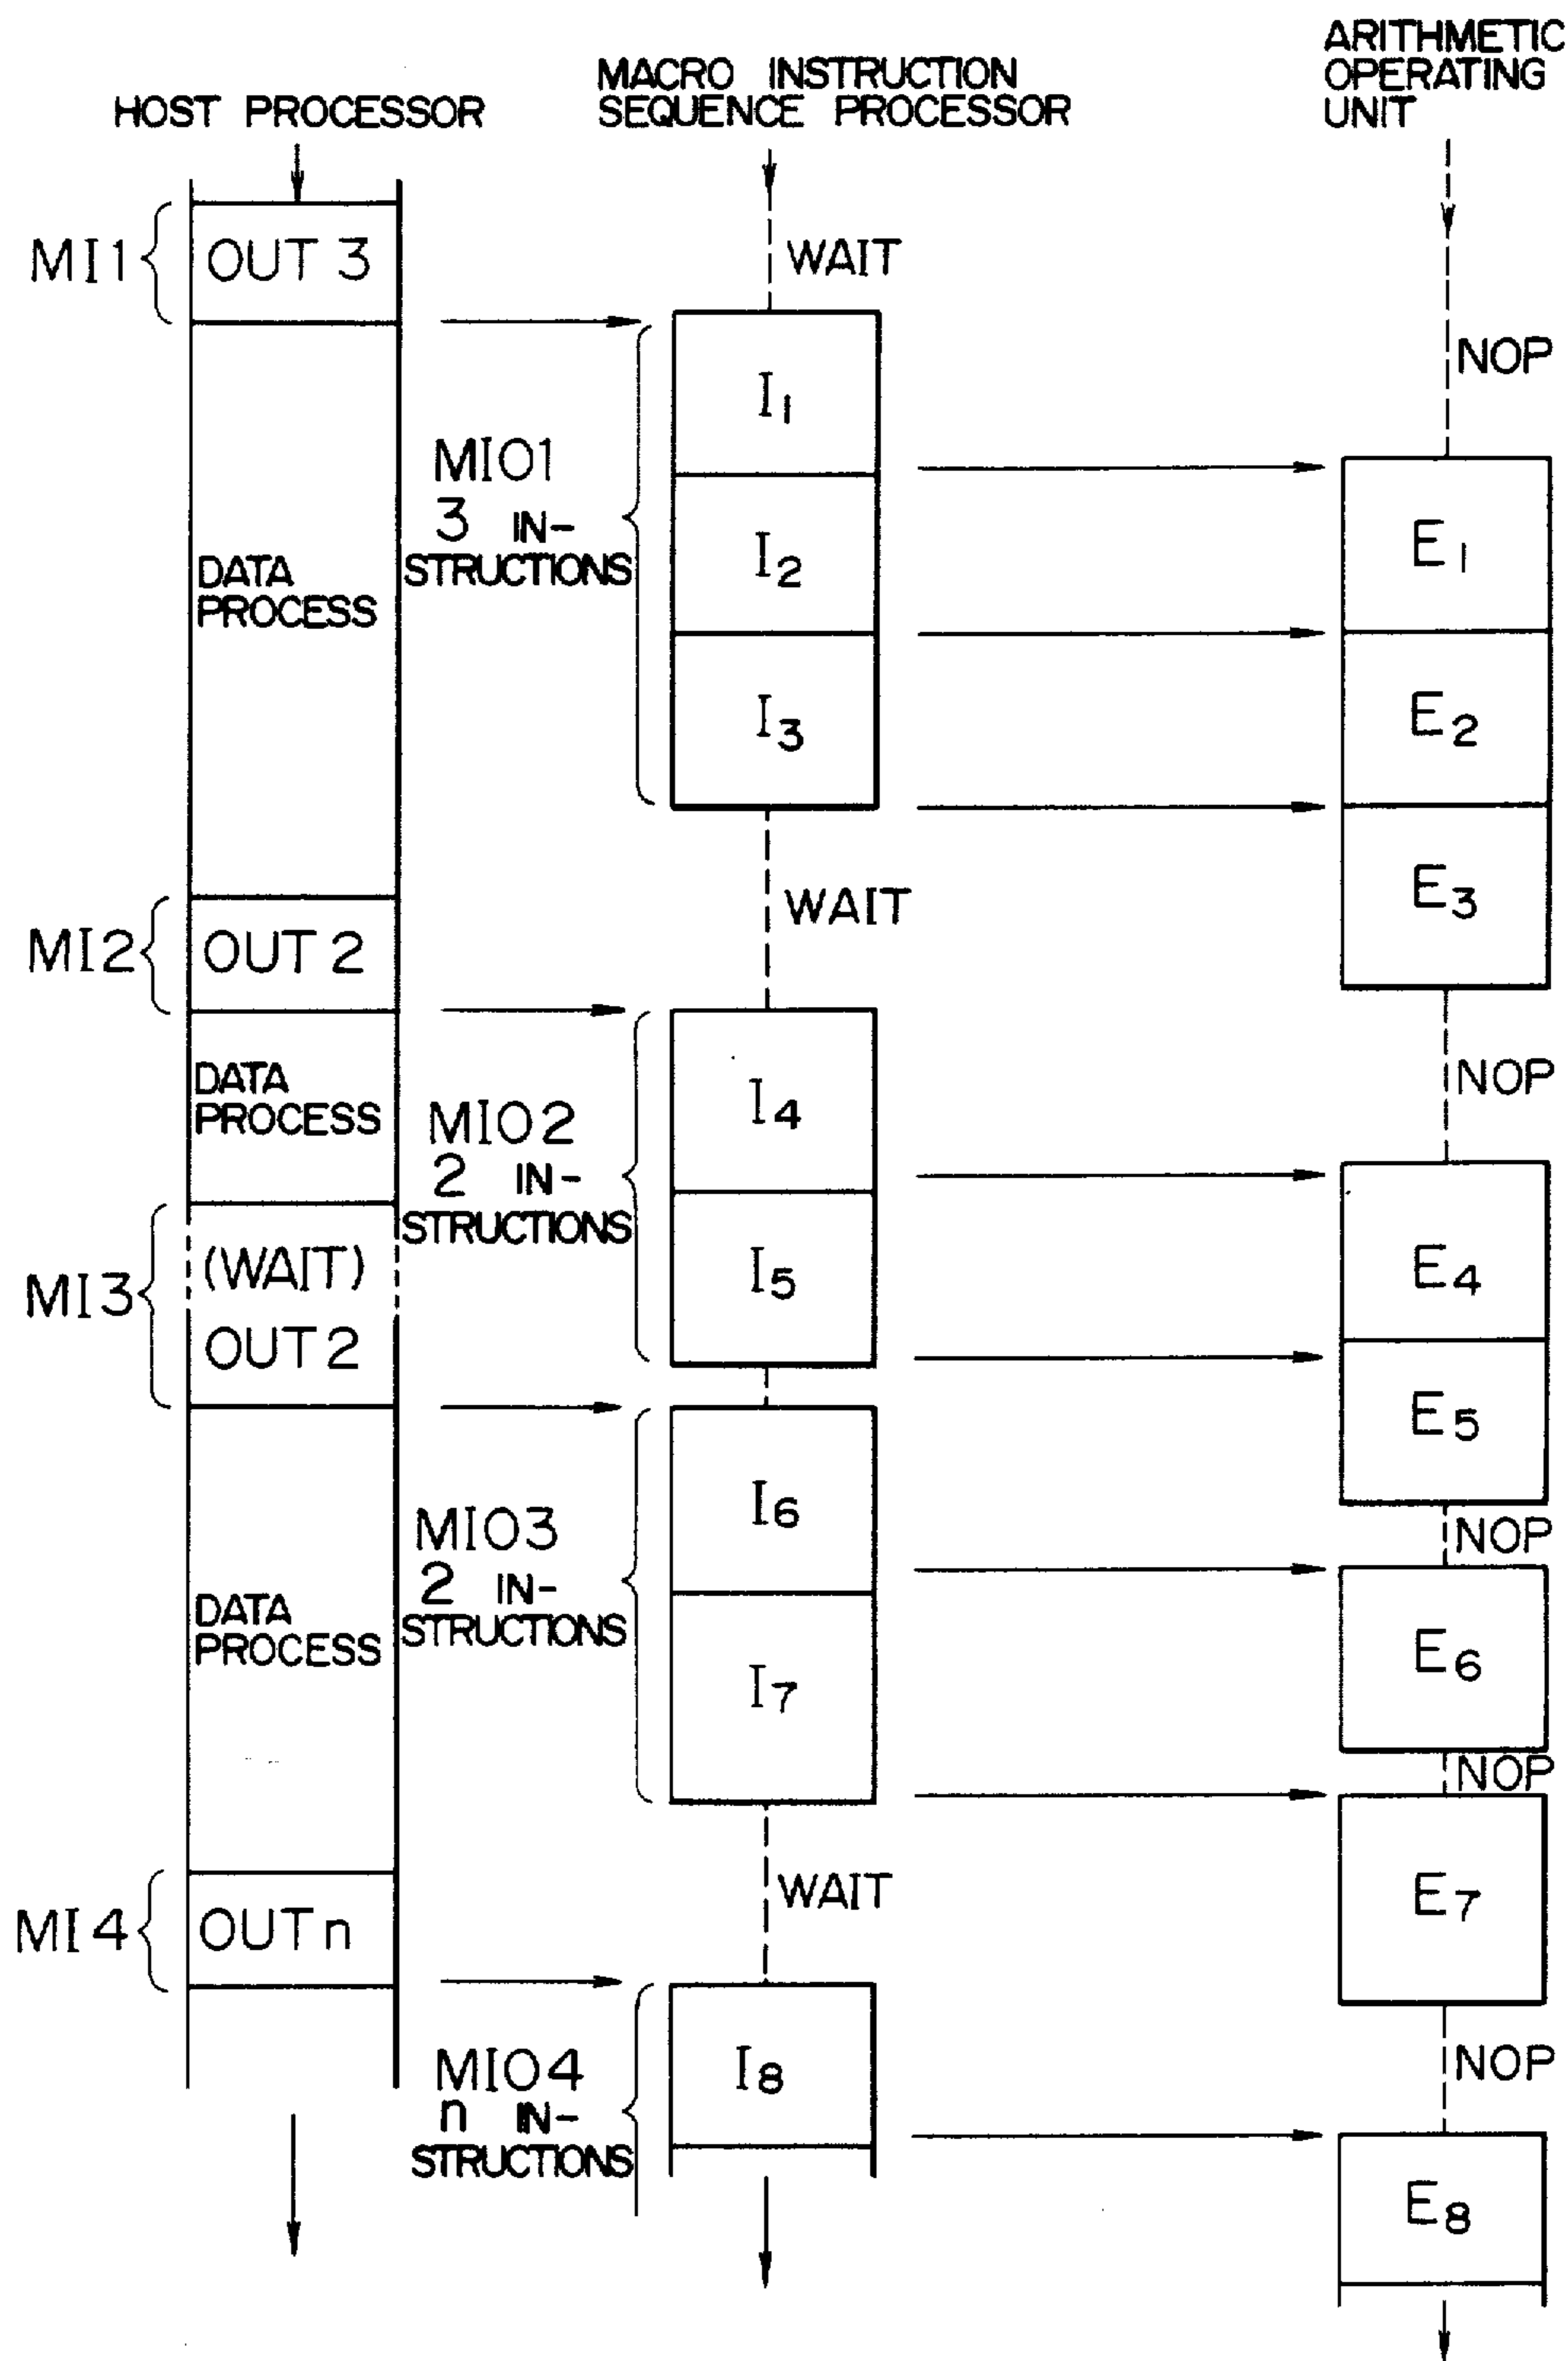 HOST PROCESSOR
MACRO INSTRUCTION
SEQUENCE PROCESSOR
ARITHMETIC
OPERATING
UNIT
MI1
OUT 3
WAIT
NOP
DATA
PROCESS
MIO1
3 IN-
STRUCTIONS
I1
I2
I3
E1
E2
E3
MI2
OUT 2
WAIT
NOP
DATA
PROCESS
MIO2
2 IN-
STRUCTIONS
I4
I5
E4
E5
MI3
(WAIT)
OUT 2
NOP
DATA
PROCESS
MIO3
2 IN-
STRUCTIONS
I6
I7
E6
NOP
E7
MI4
OUT n
WAIT
NOP
MIO4
n IN-
STRUCTIONS
I8
E8